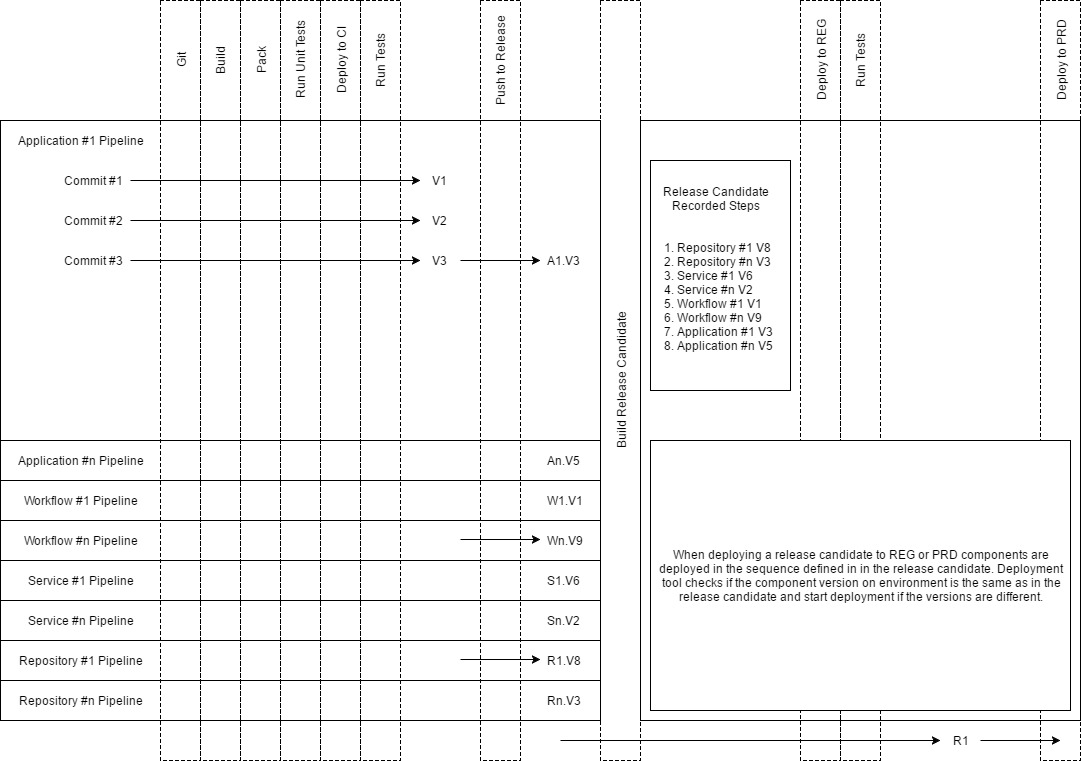 Git
Build
Pack
Run Unit Tests
Deploy to CI
Run Tests
Push to Release
Deploy to REG
Run Tests
Deploy to PRD
Application #1 Pipeline
Commit #1
V1
Commit #2
V2
Commit #3
V3
A1.V3
Build Release Candidate
Release Candidate
Recorded Steps
1. Repository #1 V8
2. Repository #n V3
3. Service #1 V6
4. Service #n V2
5. Workflow #1 V1
6. Workflow #n V9
7. Application #1 V3
8. Application #n V5
Application #n Pipeline
An.V5
Workflow #1 Pipeline
W1.V1
Workflow #n Pipeline
Wn.V9
Service #1 Pipeline
S1.V6
Service #n Pipeline
Sn.V2
Repository #1 Pipeline
R1.V8
Repository #n Pipeline
Rn.V3
When deploying a release candidate to REG or PRD components are
deployed in the sequence defined in in the release candidate. Deployment
tool checks if the component version on environment is the same as in the
release candidate and start deployment if the versions are different.
R1